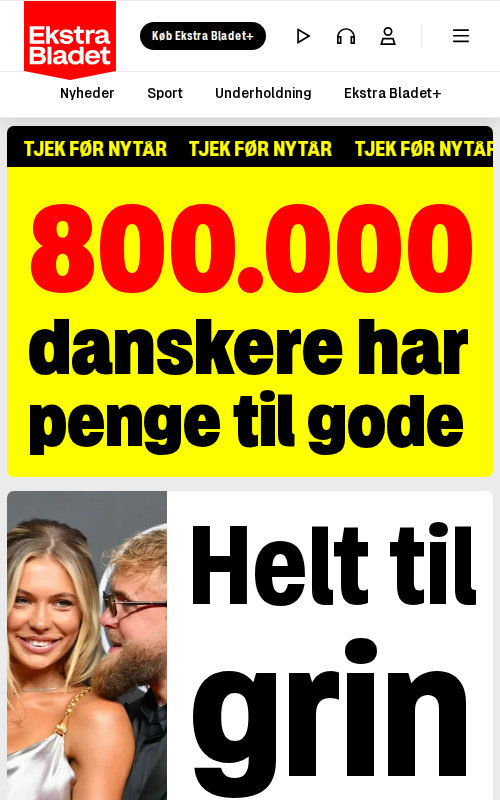 Ekstra
Bladet
Køb Ekstra Bladet+
Nyheder Sport Underholdning Ekstra Bladet+
TJEK FØR NYTÅR TJEK FØR NYTÅR TJEK FØR NYTÅR
800.000
danskere har
penge til gode
Helt til
grin